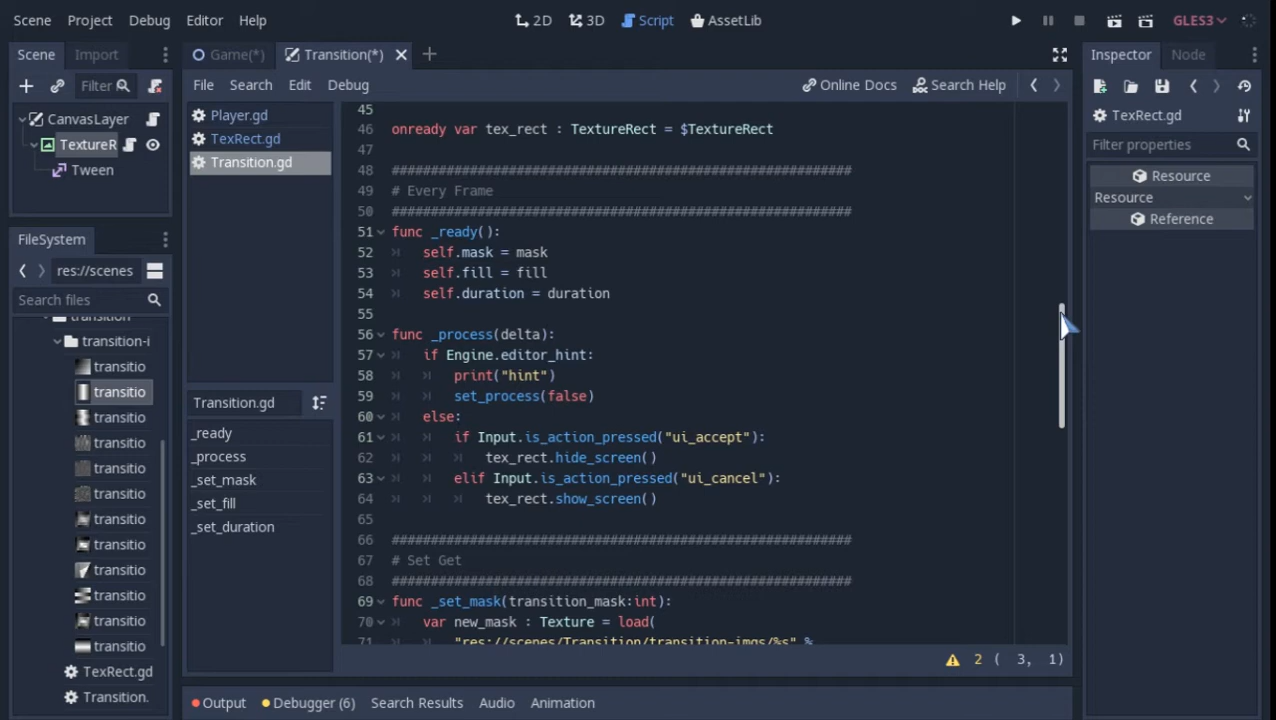 Scene Project Debug Editor Help 2D 3D Script AssetLib GLES3
Scene Import Game(*) Transition(*) Inspector Node
Filter File Search Edit Debug Online Docs Search Help
CanvasLayer
TextureR
Tween
FileSystem
res://scenes
Search files
transition
transition-i
transitio
transitio
transitio
transitio
transitio
transitio
transitio
transitio
transitio
transitio
transitio
transitio
TexRect.gd
Transition.
Player.gd
TexRect.gd
Transition.gd
Transition.gd
_ready
_process
_set_mask
_set_fill
_set_duration
45
46 onready var tex_rect : TextureRect = $TextureRect
47
48 ###########################################################
49 # Every Frame
50 ###########################################################
51 func _ready():
52 self.mask = mask
53 self.fill = fill
54 self.duration = duration
55
56 func _process(delta):
57 if Engine.editor_hint:
58 print("hint")
59 set_process(false)
60 else:
61 if Input.is_action_pressed("ui_accept"):
62 tex_rect.hide_screen()
63 elif Input.is_action_pressed("ui_cancel"):
64 tex_rect.show_screen()
65
66 ###########################################################
67 # Set Get
68 ###########################################################
69 func _set_mask(transition_mask:int):
70 var new_mask : Texture = load(
71 "res://scenes/Transition/transition-imgs/%s" %
2 ( 3, 1)
Output Debugger (6) Search Results Audio Animation
TexRect.gd
Filter properties
Resource
Resource
Reference